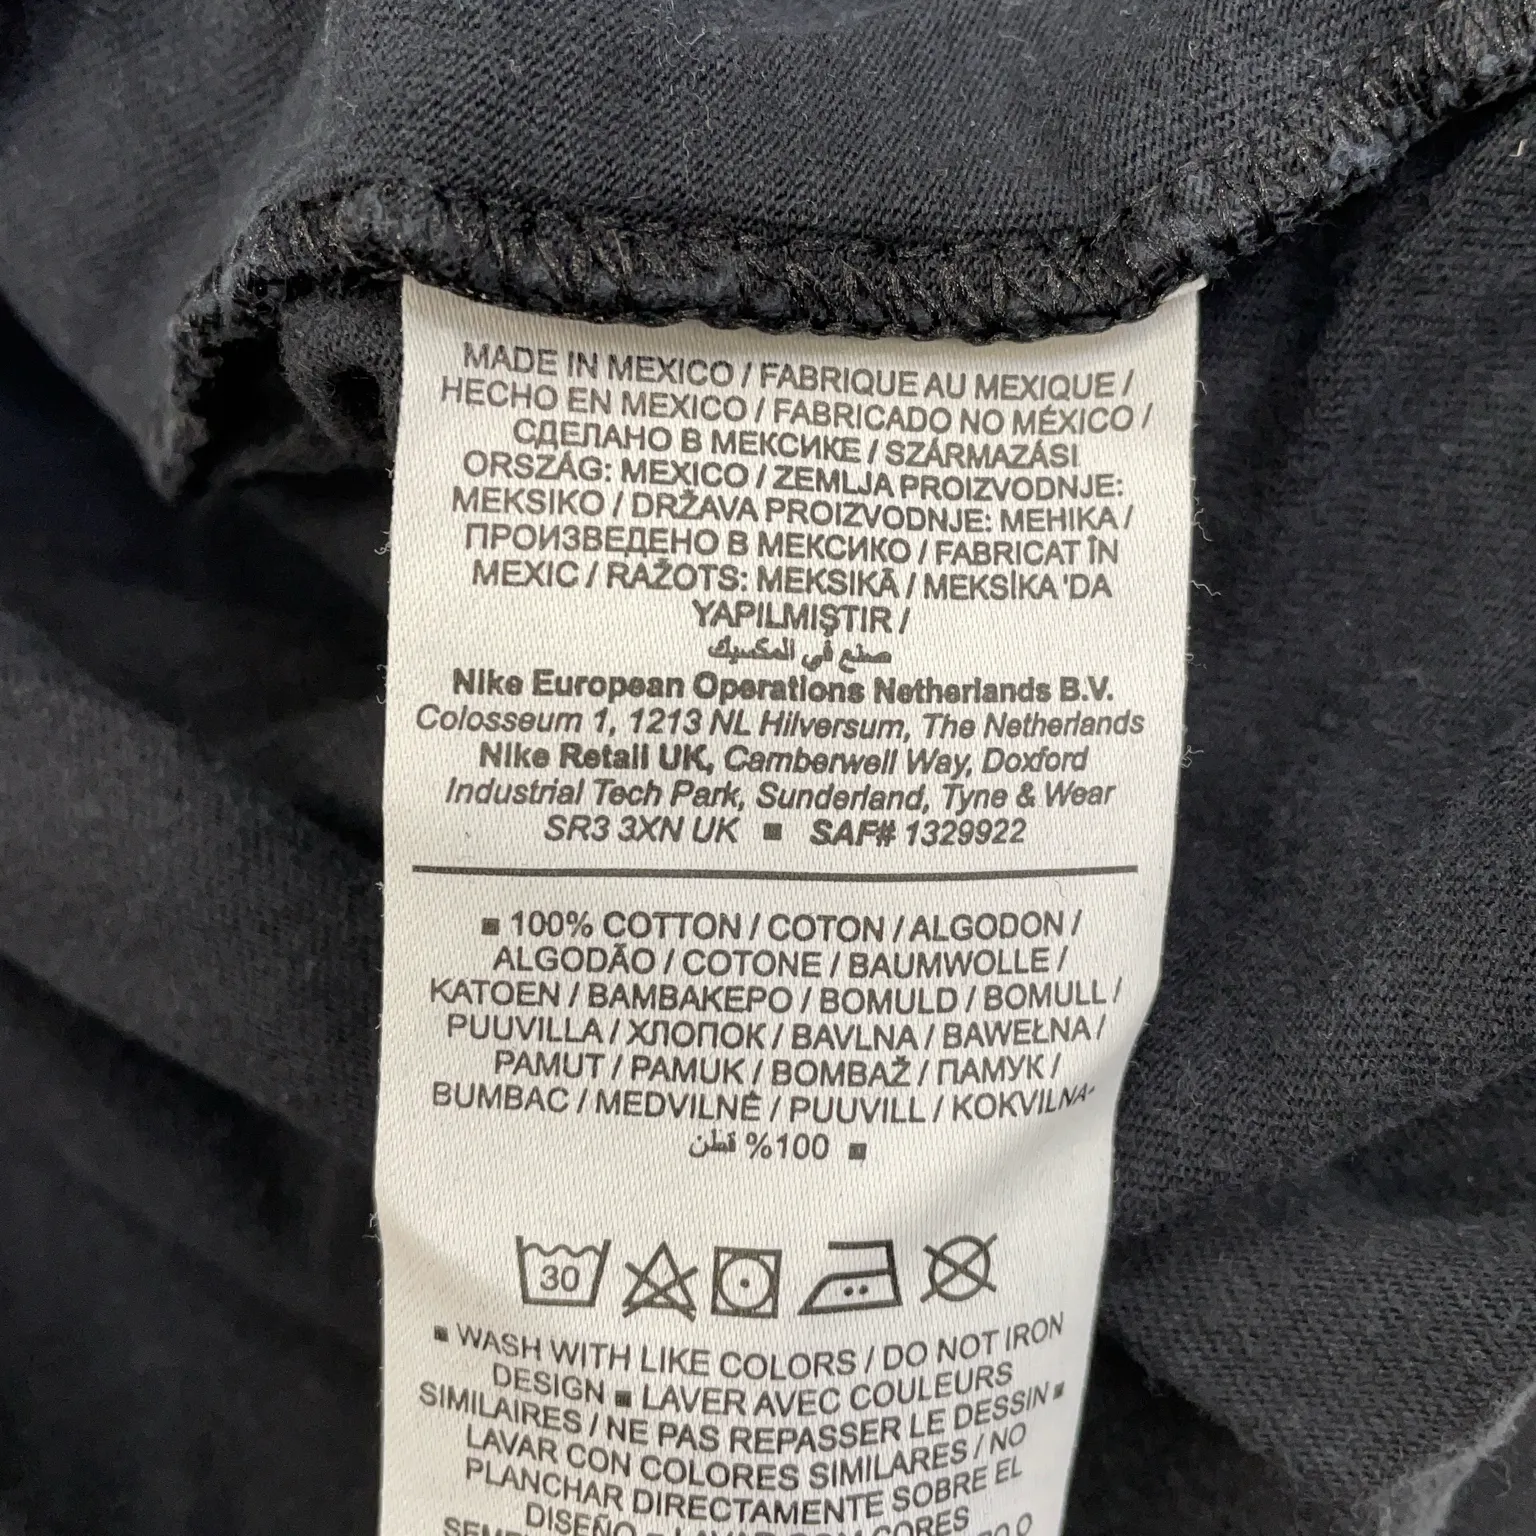 MADE IN MEXICO / FABRIQUE AU MEXIQUE /
HECHO EN MEXICO / FABRICADO NO MÉXICO /
СДЕЛАНО В МЕКСИКЕ / SZÁRMAZÁSI
ORSZÁG: MEXICO / ZEMLJA PROIZVODNJE:
MEKSIKO / DRŽAVA PROIZVODNJE: MEHIKA /
ПРОИЗВЕДЕНО В МЕКСИКО / FABRICAT ÎN
MEXIC / RAŽOTS: MEKSIKĀ / MEKSİKA 'DA
YAPILMIŞTIR /
صنع في المكسيك
Nike European Operations Netherlands B.V.
Colosseum 1, 1213 NL Hilversum, The Netherlands
Nike Retail UK, Camberwell Way, Doxford
Industrial Tech Park, Sunderland, Tyne & Wear
SR3 3XN UK ■ SAF# 1329922
■ 100% COTTON / COTON / ALGODON /
ALGODÃO / COTONE / BAUMWOLLE /
KATOEN / ΒΑΜΒΑΚΕΡΟ / BOMULD / BOMULL /
PUUVILLA / ХЛОПОК / BAVLNA / BAWEŁNA /
PAMUT / PAMUK / BOMBAŽ / ПАМУК /
BUMBAC / MEDVILNĖ / PUUVILL / KOKVILNA
100% قطن ■
30
■ WASH WITH LIKE COLORS / DO NOT IRON
DESIGN ■ LAVER AVEC COULEURS
SIMILAIRES / NE PAS REPASSER LE DESSIN ■
LAVAR CON COLORES SIMILARES / NO
PLANCHAR DIRECTAMENTE SOBRE EL
DISEÑO